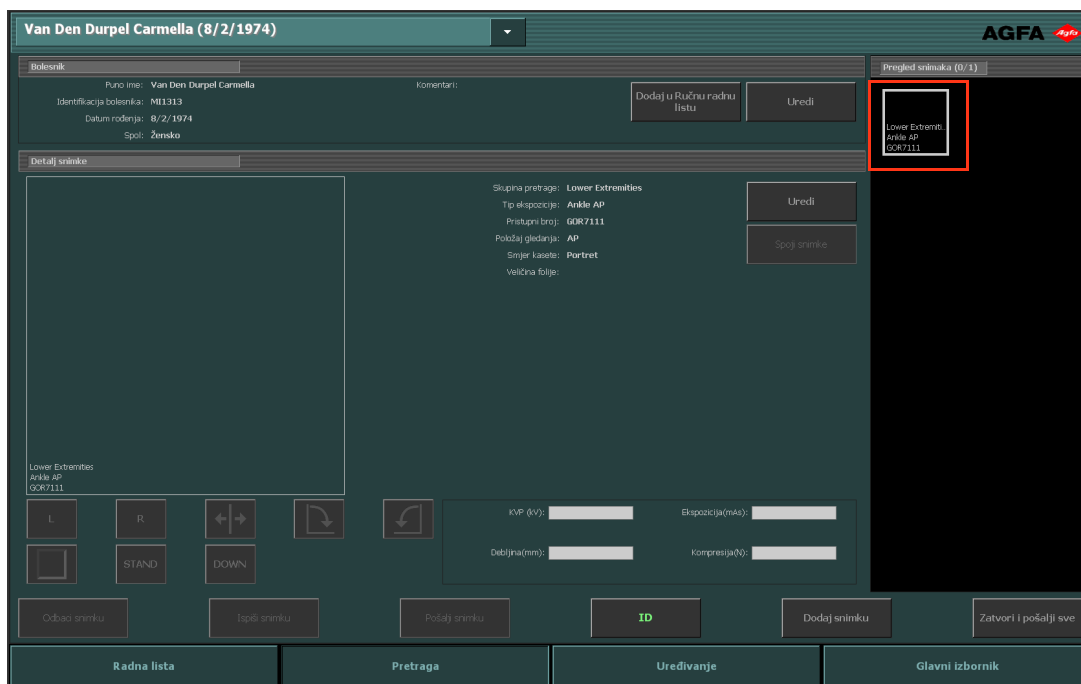 Van Den Durpel Carmella (8/2/1974)
AGFA
Agfa
Bolesnik
Puno ime: Van Den Durpel Carmella
Identifikacija bolesnika: MI1313
Datum rođenja: 8/2/1974
Spol: Žensko
Komentari:
Dodaj u Ručnu radnu
listu
Uredi
Pregled snimaka (0/1)
Lower Extremiti...
Ankle AP
GOR7111
Detalj snimke
Skupina pretrage: Lower Extremities
Tip ekspozicije: Ankle AP
Pristupni broj: GOR7111
Položaj gledanja: AP
Smjer kasete: Portret
Veličina folije:
Uredi
Spoji snimke
Lower Extremities
Ankle AP
GOR7111
L
R
STAND
DOWN
KVP (kV):
Ekspozicija(mAs):
Debljina(mm):
Kompresija(N):
Odbaci snimku
Ispiši snimku
Pošalji snimku
ID
Dodaj snimku
Zatvori i pošalji sve
Radna lista
Pretraga
Uređivanje
Glavni izbornik